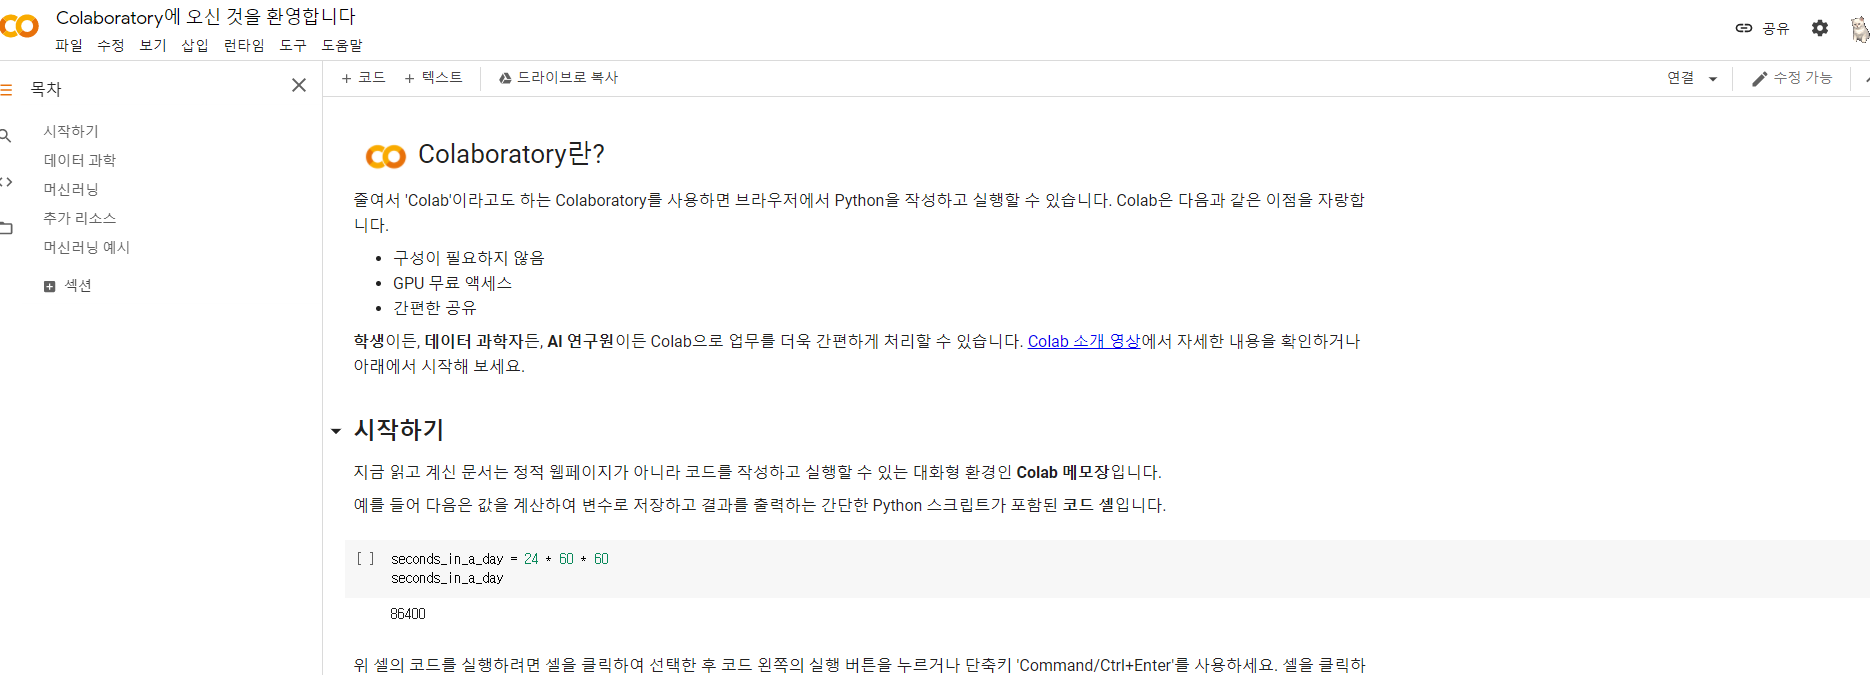 Colaboratory에 오신 것을 환영합니다
파일 수정 보기 삽입 런타임 도구 도움말
공유
목차
시작하기
데이터 과학
머신러닝
추가 리소스
머신러닝 예시
섹션
+ 코드 + 텍스트 드라이브로 복사
연결 수정 가능
Colaboratory란?
줄여서 'Colab'이라고도 하는 Colaboratory를 사용하면 브라우저에서 Python을 작성하고 실행할 수 있습니다. Colab은 다음과 같은 이점을 자랑합
니다.
• 구성이 필요하지 않음
• GPU 무료 액세스
• 간편한 공유
학생이든, 데이터 과학자든, AI 연구원이든 Colab으로 업무를 더욱 간편하게 처리할 수 있습니다. Colab 소개 영상에서 자세한 내용을 확인하거나
아래에서 시작해 보세요.
시작하기
지금 읽고 계신 문서는 정적 웹페이지가 아니라 코드를 작성하고 실행할 수 있는 대화형 환경인 Colab 메모장입니다.
예를 들어 다음은 값을 계산하여 변수로 저장하고 결과를 출력하는 간단한 Python 스크립트가 포함된 코드 셀입니다.
[ ] seconds_in_a_day = 24 * 60 * 60
seconds_in_a_day
86400
위 셀의 코드를 실행하려면 셀을 클릭하여 선택한 후 코드 왼쪽의 실행 버튼을 누르거나 단축키 'Command/Ctrl+Enter'를 사용하세요. 셀을 클릭하